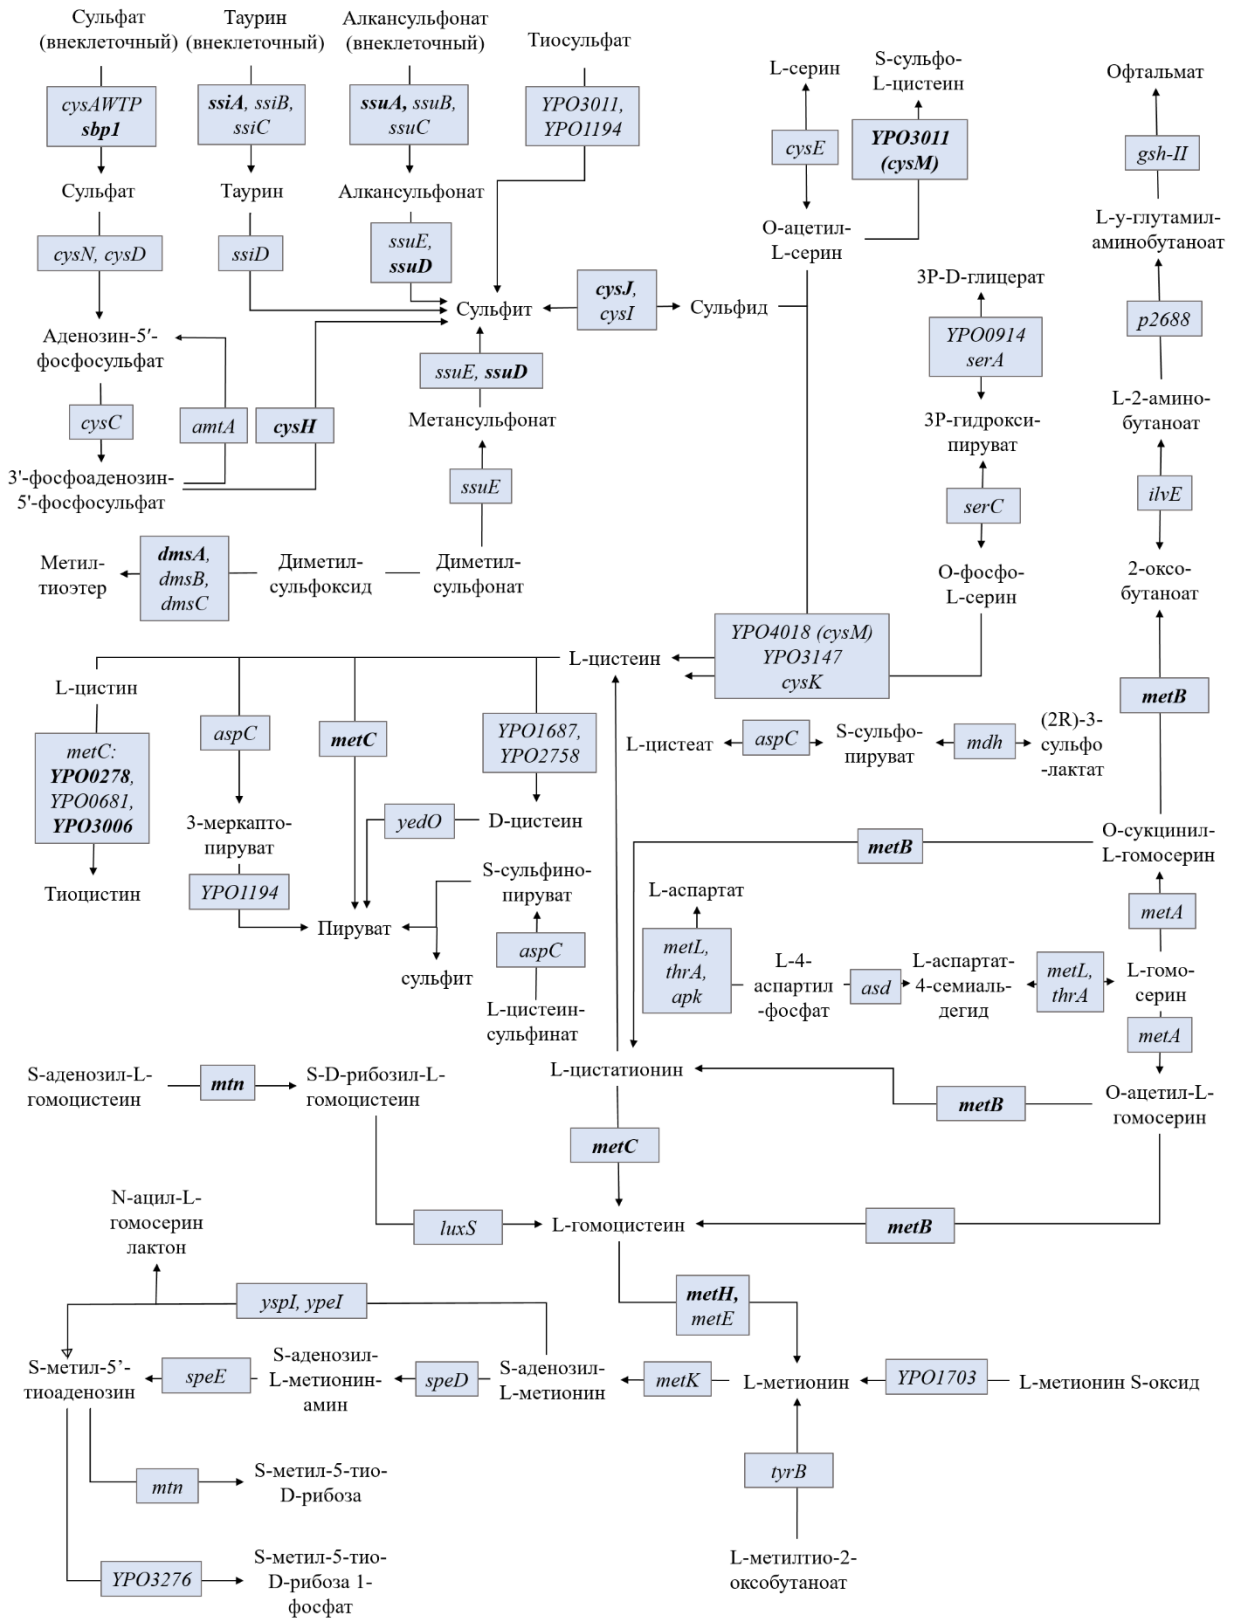 Сульфат
(внеклеточный)
Таурин
(внеклеточный)
Алкансульфонат
(внеклеточный)
Тиосульфат
cysAWTP
sbp1
ssiA, ssiB,
ssiC
ssuA, ssuB,
ssuC
YPO3011,
YPO1194
L-серин
S-сульфо-
L-цистеин
Офтальмат
cysE
YPO3011
(cysM)
gsh-II
Сульфат
Таурин
Алкансульфонат
cysN, cysD
ssiD
ssuE,
ssuD
O-ацетил-
L-серин
L-y-глутамил-
аминобутаноат
Сульфит
cysJ,
cysI
Сульфид
3P-D-глицерат
YPO0914
serA
p2688
Аденозин-5'-
фосфосульфат
ssuE, ssuD
cysC
amtA
cysH
Метансульфонат
3P-гидрокси-
пируват
L-2-амино-
бутаноат
3'-фосфоаденозин-
5'-фосфосульфат
ssuE
serC
ilvE
Метил-
тиоэтер
dmsA,
dmsB,
dmsC
Диметил-
сульфоксид
Диметил-
сульфонат
O-фосфо-
L-серин
2-оксо-
бутаноат
L-цистеин
YPO4018 (cysM)
YPO3147
cysK
L-цистин
metB
metC:
YPO0278,
YPO0681,
YPO3006
aspC
metC
YPO1687,
YPO2758
L-цистеат
aspC
S-сульфо-
пируват
mdh
(2R)-3-
сульфо
-лактат
3-меркапто-
пируват
yedO
D-цистеин
metB
O-сукцинил-
L-гомосерин
Тиоцистин
YPO1194
S-сульфино-
пируват
L-аспартат
metA
Пируват
сульфит
aspC
metL,
thrA,
apk
L-4-
аспартил
-фосфат
asd
L-аспартат-
4-семиаль-
дегид
metL,
thrA
L-гомо-
серин
L-цистеин-
сульфинат
metA
S-аденозил-L-
гомоцистеин
mtn
S-D-рибозил-L-
гомоцистеин
L-цистатионин
metB
O-ацетил-L-
гомосерин
metC
N-ацил-L-
гомосерин
лактон
luxS
L-гомоцистеин
metB
yspI, ypeI
metH,
metE
S-метил-5’-
тиоаденозин
speE
S-аденозил-
L-метионин-
амин
speD
S-аденозил-
L-метионин
metK
L-метионин
YPO1703
L-метионин S-оксид
mtn
S-метил-5-тио-
D-рибоза
tyrB
YPO3276
S-метил-5-тио-
D-рибоза 1-
фосфат
L-метилтио-2-
оксобутаноат